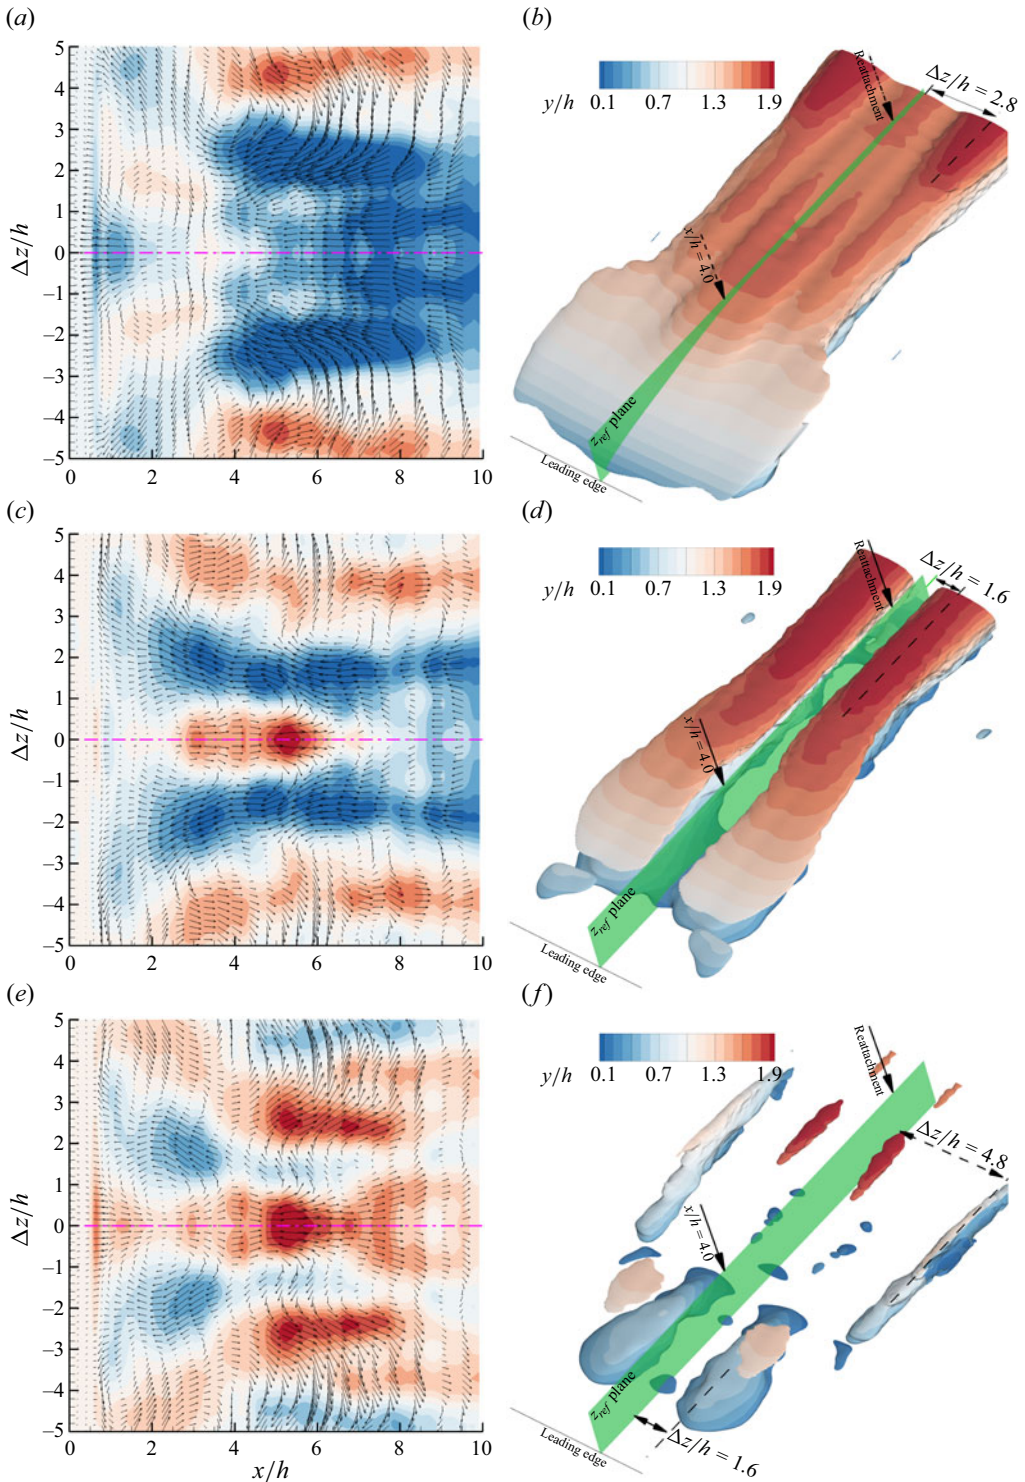 (a)
(b)
5
4
3
2
1
0
−1
−2
−3
−4
−5
Δz/h
0
2
4
6
8
10
y/h
0.1
0.7
1.3
1.9
Reattachment
Δz/h = 2.8
x/h = 4.0
z_ref plane
Leading edge
(c)
(d)
5
4
3
2
1
0
−1
−2
−3
−4
−5
Δz/h
0
2
4
6
8
10
y/h
0.1
0.7
1.3
1.9
Reattachment
Δz/h = 1.6
x/h = 4.0
z_ref plane
Leading edge
(e)
(f)
5
4
3
2
1
0
−1
−2
−3
−4
−5
Δz/h
0
2
4
6
8
10
x/h
y/h
0.1
0.7
1.3
1.9
Reattachment
Δz/h = 4.8
x/h = 4.0
z_ref plane
Δz/h = 1.6
Leading edge